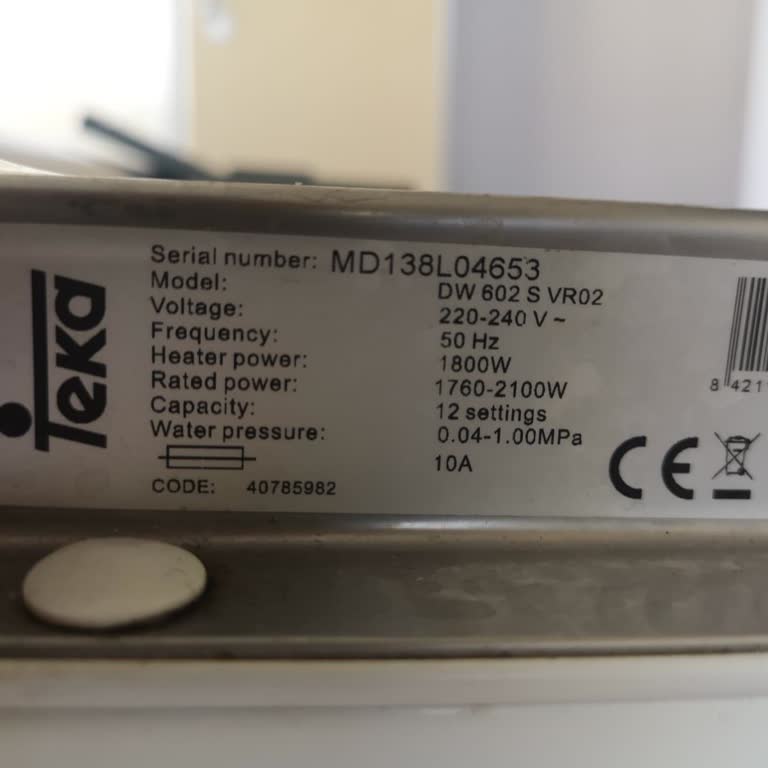 Teka
Serial number: MD138L04653
Model: DW 602 S VR02
Voltage: 220-240 V ~
Frequency: 50 Hz
Heater power: 1800W
Rated power: 1760-2100W
Capacity: 12 settings
Water pressure: 0.04-1.00MPa
10A
CODE: 40785982
CE
8 421